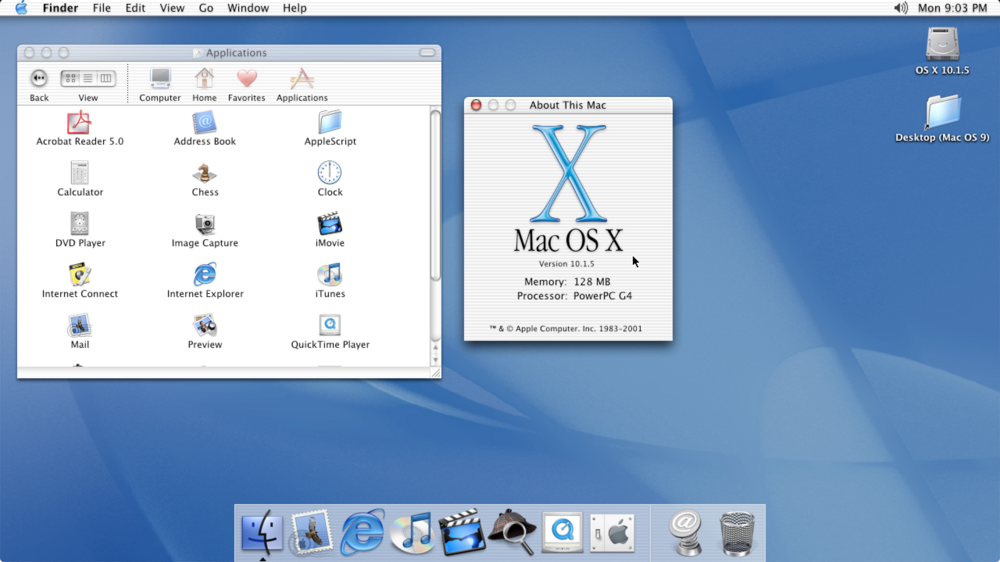 Finder File Edit View Go Window Help
Mon 9:03 PM
Applications
Back View Computer Home Favorites Applications
Acrobat Reader 5.0 Address Book AppleScript
Calculator Chess Clock
DVD Player Image Capture iMovie
Internet Connect Internet Explorer iTunes
Mail Preview QuickTime Player
About This Mac
X
Mac OS X
Version 10.1.5
Memory: 128 MB
Processor: PowerPC G4
™ & © Apple Computer. Inc. 1983-2001
OS X 10.1.5
Desktop (Mac OS 9)